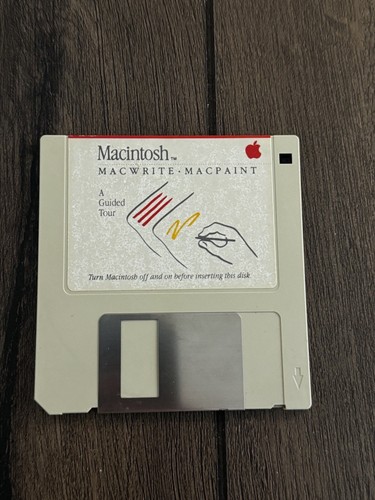 Macintosh™
MACWRITE · MACPAINT
A
Guided
Tour
Turn Macintosh off and on before inserting this disk